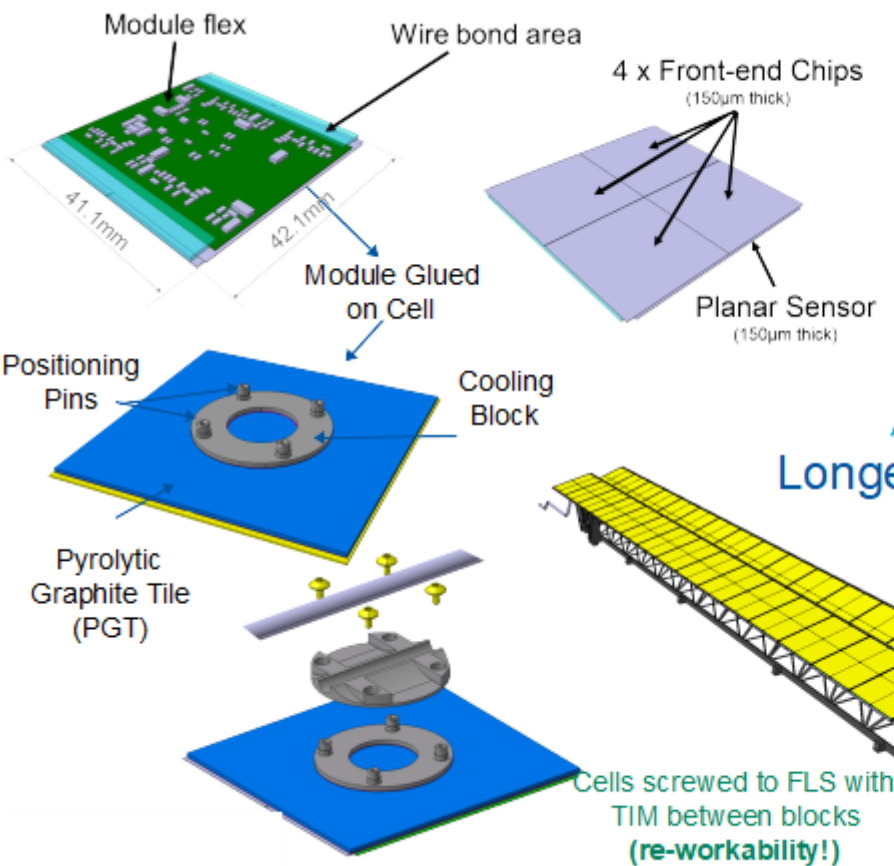 Module flex
Wire bond area
4 x Front-end Chips
(150μm thick)
41.1mm
42.1mm
Module Glued
on Cell
Planar Sensor
(150μm thick)
Positioning
Pins
Cooling
Block
Longe
Pyrolytic
Graphite Tile
(PGT)
Cells screwed to FLS with
TIM between blocks
(re-workability!)